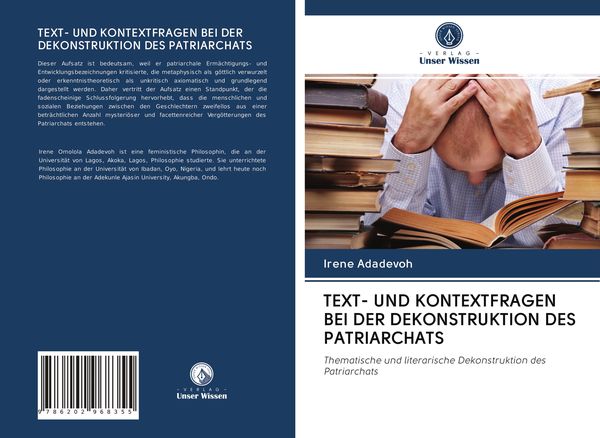 TEXT- UND KONTEXTFRAGEN BEI DER
DEKONSTRUKTION DES PATRIARCHATS
Dieser Aufsatz ist bedeutsam, weil er patriarchale Ermächtigungs- und
Entwicklungsbezeichnungen kritisierte, die metaphysisch als göttlich verwurzelt
oder erkenntnistheoretisch als unkritisch axiomatisch und grundlegend
dargestellt werden. Daher vertritt der Aufsatz einen Standpunkt, der die
fadenscheinige Schlussfolgerung hervorhebt, dass die menschlichen und
sozialen Beziehungen zwischen den Geschlechtern zweifellos aus einer
beträchtlichen Anzahl mysteriöser und facettenreicher Vergötterungen des
Patriarchats entstehen.
Irene Omolola Adadevoh ist eine feministische Philosophin, die an der
Universität von Lagos, Akoka, Lagos, Philosophie studierte. Sie unterrichtete
Philosophie an der Universität von Ibadan, Oyo, Nigeria, und lehrt heute noch
Philosophie an der Adekunle Ajasin University, Akungba, Ondo.
9 786202 968355
VERLAG
Unser Wissen
VERLAG
Unser Wissen
Irene Adadevoh
TEXT- UND KONTEXTFRAGEN
BEI DER DEKONSTRUKTION DES
PATRIARCHATS
Thematische und literarische Dekonstruktion des
Patriarchats